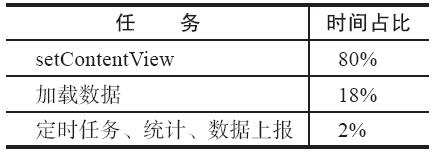 任 务 时间占比
setContentView 80%
加载数据 18%
定时任务、统计、数据上报 2%